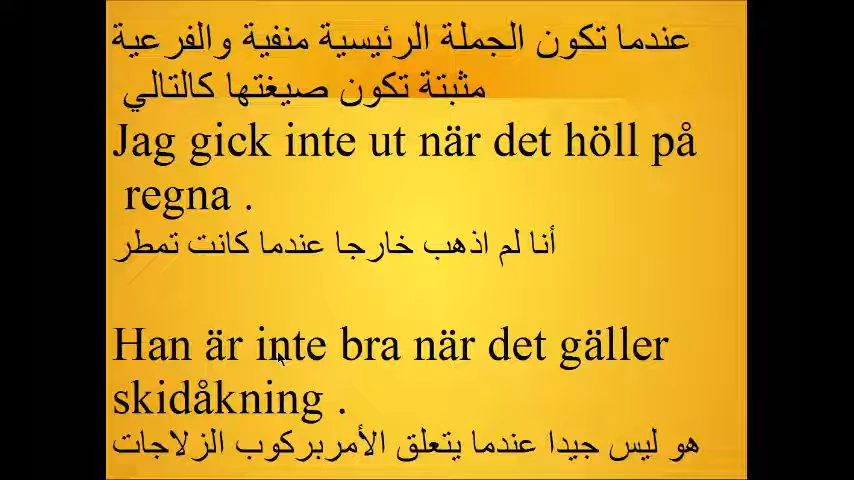 عندما تكون الجملة الرئيسية منفية والفرعية
مثبتة تكون صيغتها كالتالي
Jag gick inte ut när det höll på
regna .
أنا لم اذهب خارجا عندما كانت تمطر
Han är inte bra när det gäller
skidåkning .
هو ليس جيدا عندما يتعلق الأمربركوب الزلاجات